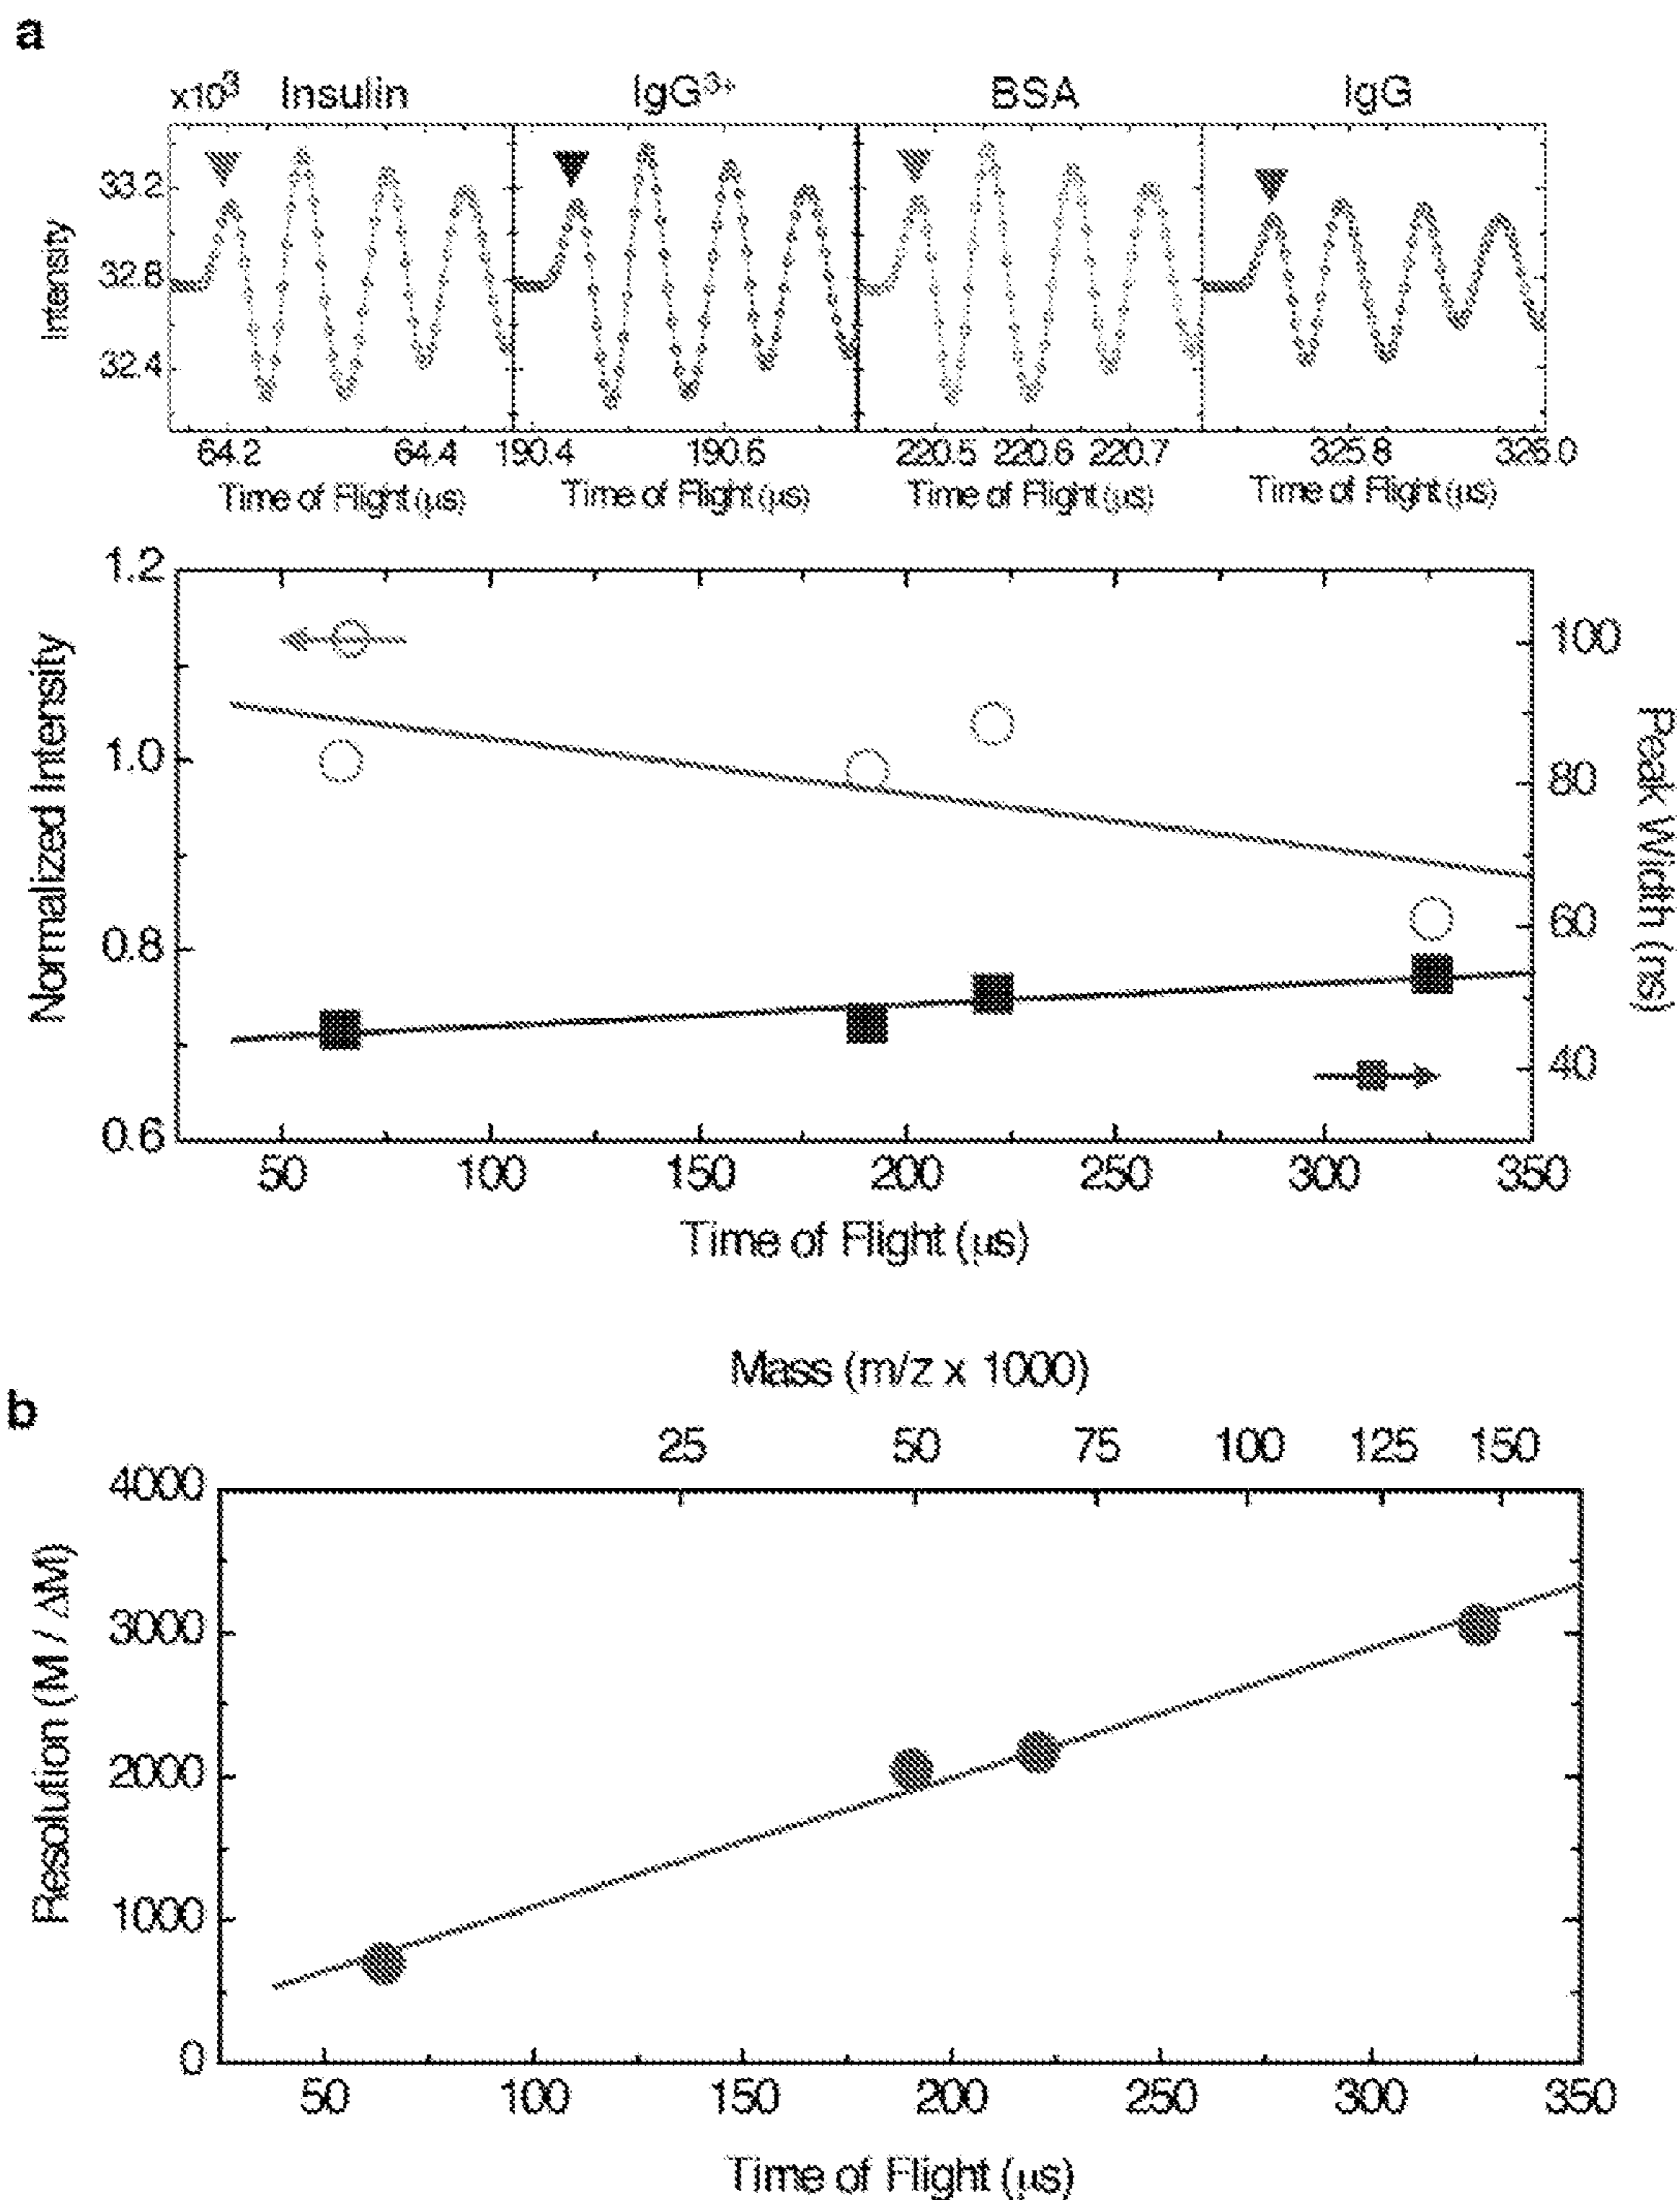 a
x10³ Insulin IgG³⁺ BSA IgG
Intensity
33.2
32.8
32.4
64.2 64.4 190.4 190.6 220.5 220.6 220.7 325.8 326.0
Time of Flight (μs) Time of Flight (μs) Time of Flight (μs) Time of Flight (μs)
Normalized Intensity
1.2
1.0
0.8
0.6
100
80
60
40
Peak Width (ns)
50 100 150 200 250 300 350
Time of Flight (μs)
Mass (m/z x 1000)
b
25 50 75 100 125 150
Resolution (M / ΔM)
4000
3000
2000
1000
0
50 100 150 200 250 300 350
Time of Flight (μs)